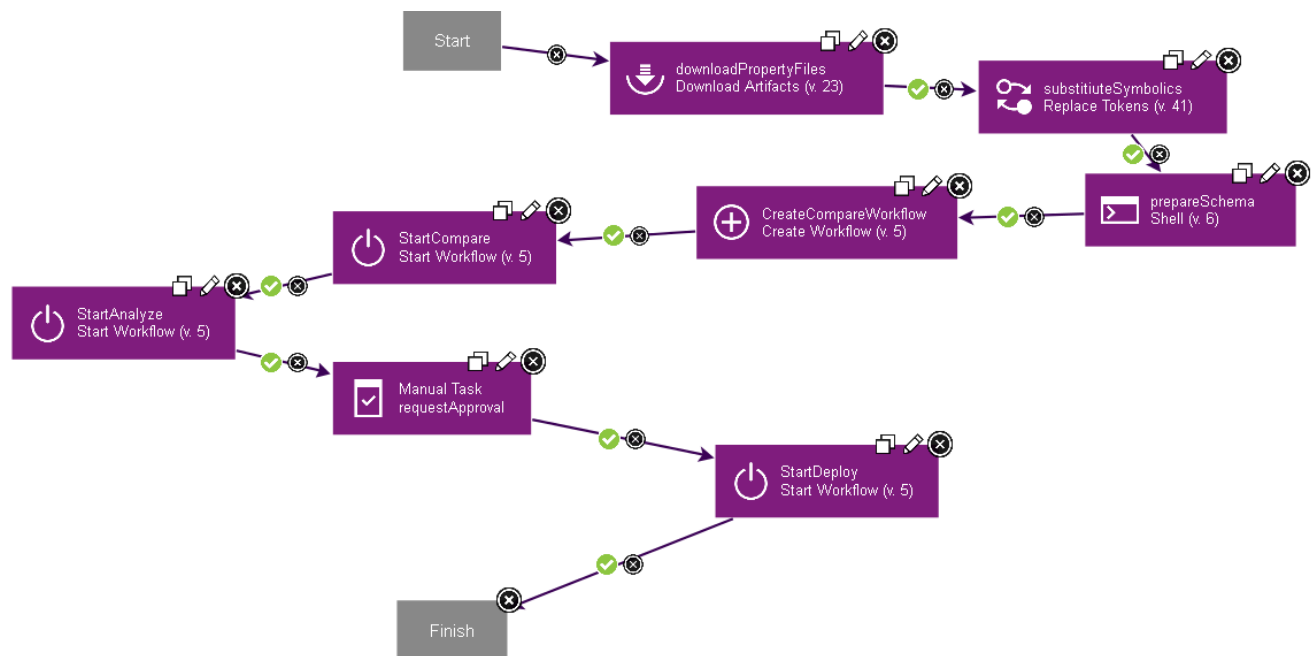 Start
downloadPropertyFiles
Download Artifacts (v. 23)
substitiuteSymbolics
Replace Tokens (v. 41)
prepareSchema
Shell (v. 6)
CreateCompareWorkflow
Create Workflow (v. 5)
StartCompare
Start Workflow (v. 5)
StartAnalyze
Start Workflow (v. 5)
Manual Task
requestApproval
StartDeploy
Start Workflow (v. 5)
Finish